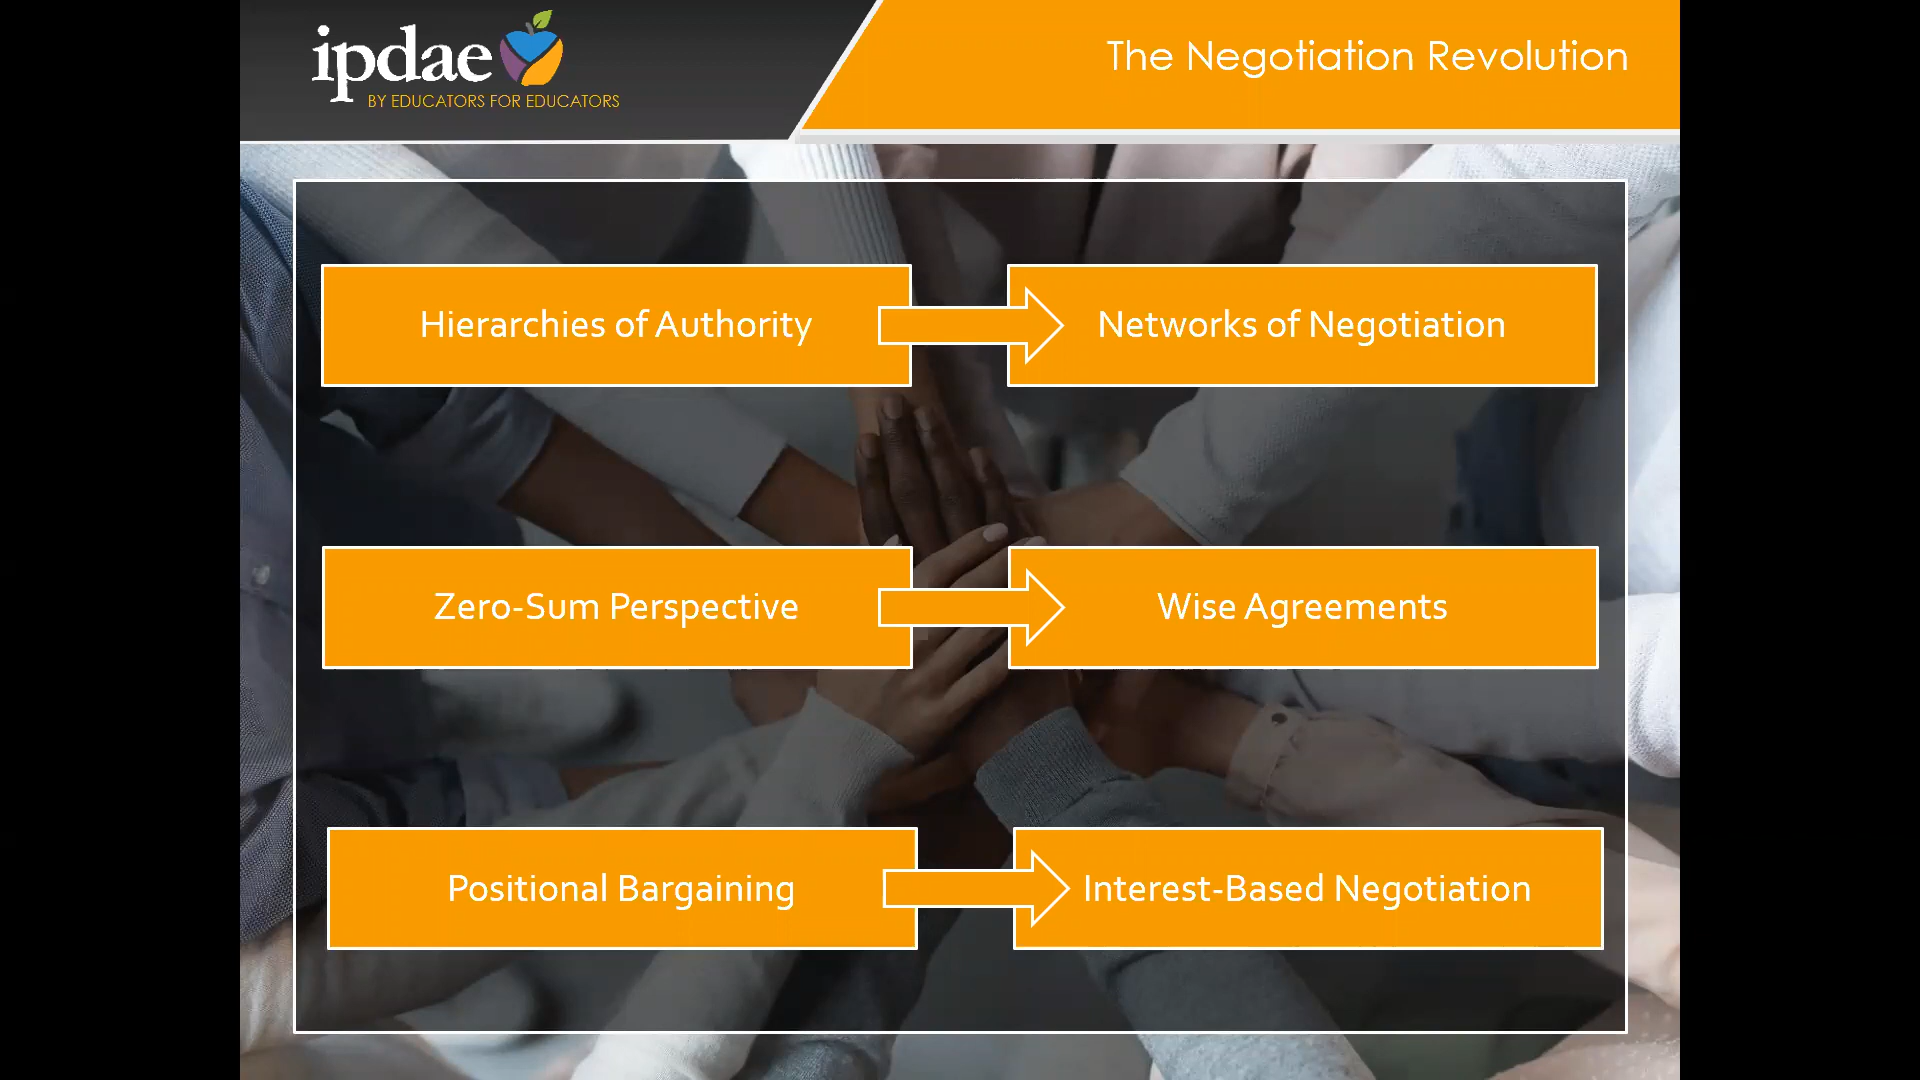 ipdae
BY EDUCATORS FOR EDUCATORS
The Negotiation Revolution
Hierarchies of Authority
Networks of Negotiation
Zero-Sum Perspective
Wise Agreements
Positional Bargaining
Interest-Based Negotiation